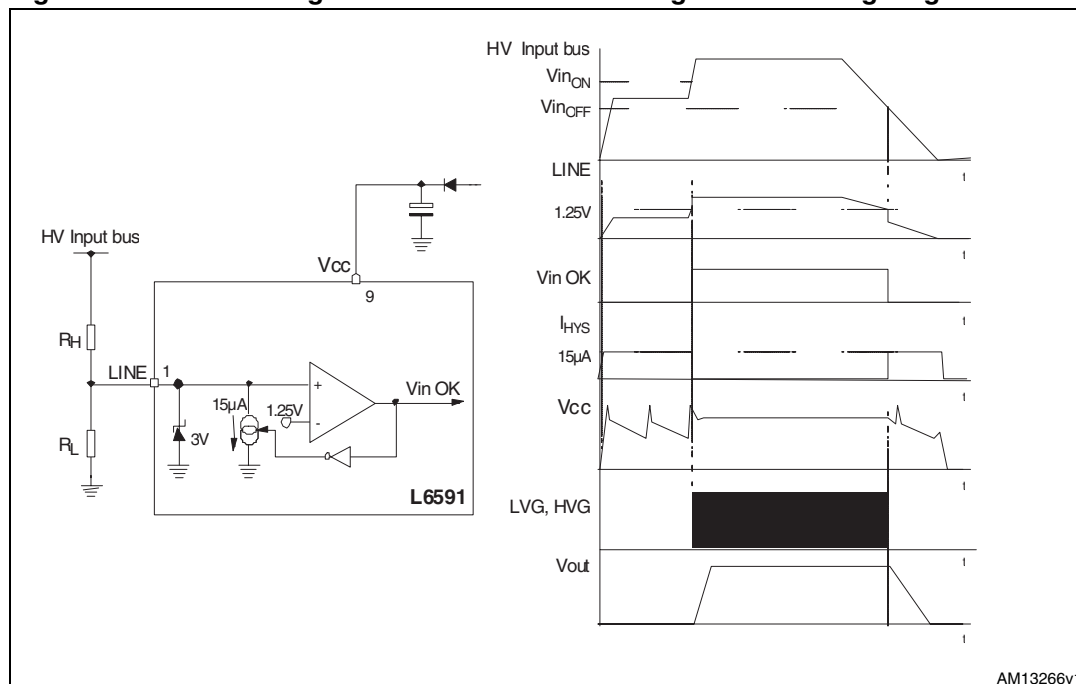 HV Input bus
RH
RL
LINE
1
3V
15µA
1.25V
+
-
Vin OK
Vcc
9
L6591
HV Input bus
VinON
VinOFF
t
LINE
1.25V
t
Vin OK
t
IHYS
15µA
t
Vcc
t
LVG, HVG
t
Vout
t
AM13266v1